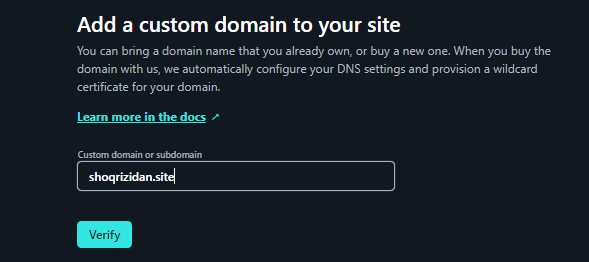 Add a custom domain to your site
You can bring a domain name that you already own, or buy a new one. When you buy the
domain with us, we automatically configure your DNS settings and provision a wildcard
certificate for your domain.
Learn more in the docs ↗
Custom domain or subdomain
shoqrizidan.site
Verify